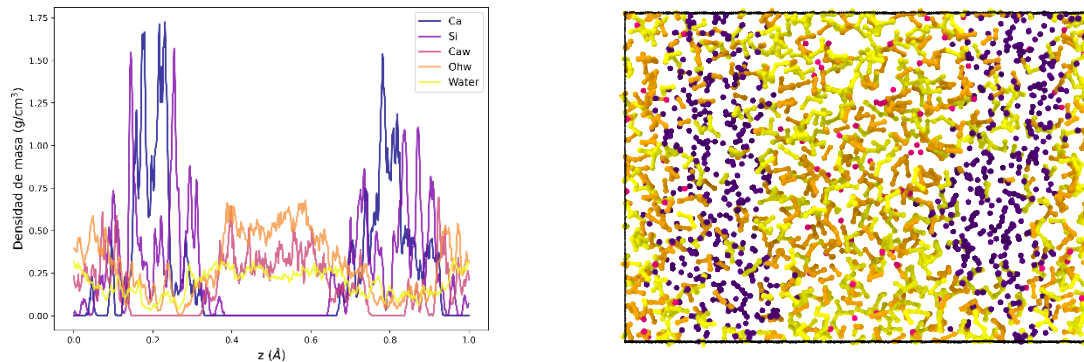 1.75
1.50
1.25
1.00
0.75
0.50
0.25
0.00
Densidad de masa (g/cm³)
Ca
Si
Caw
Ohw
Water
0.0 0.2 0.4 0.6 0.8 1.0
z (Å)